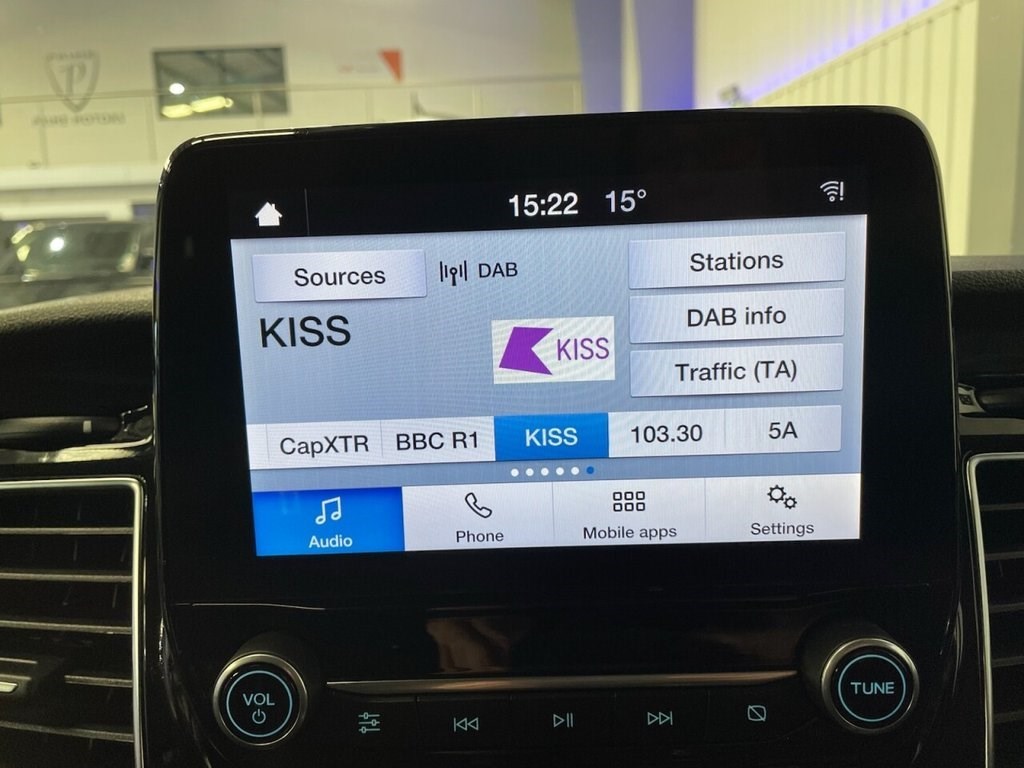 15:22 15°
Sources
DAB
Stations
KISS
KISS
DAB info
Traffic (TA)
CapXTR
BBC R1
KISS
103.30
5A
Audio
Phone
Mobile apps
Settings
VOL
TUNE